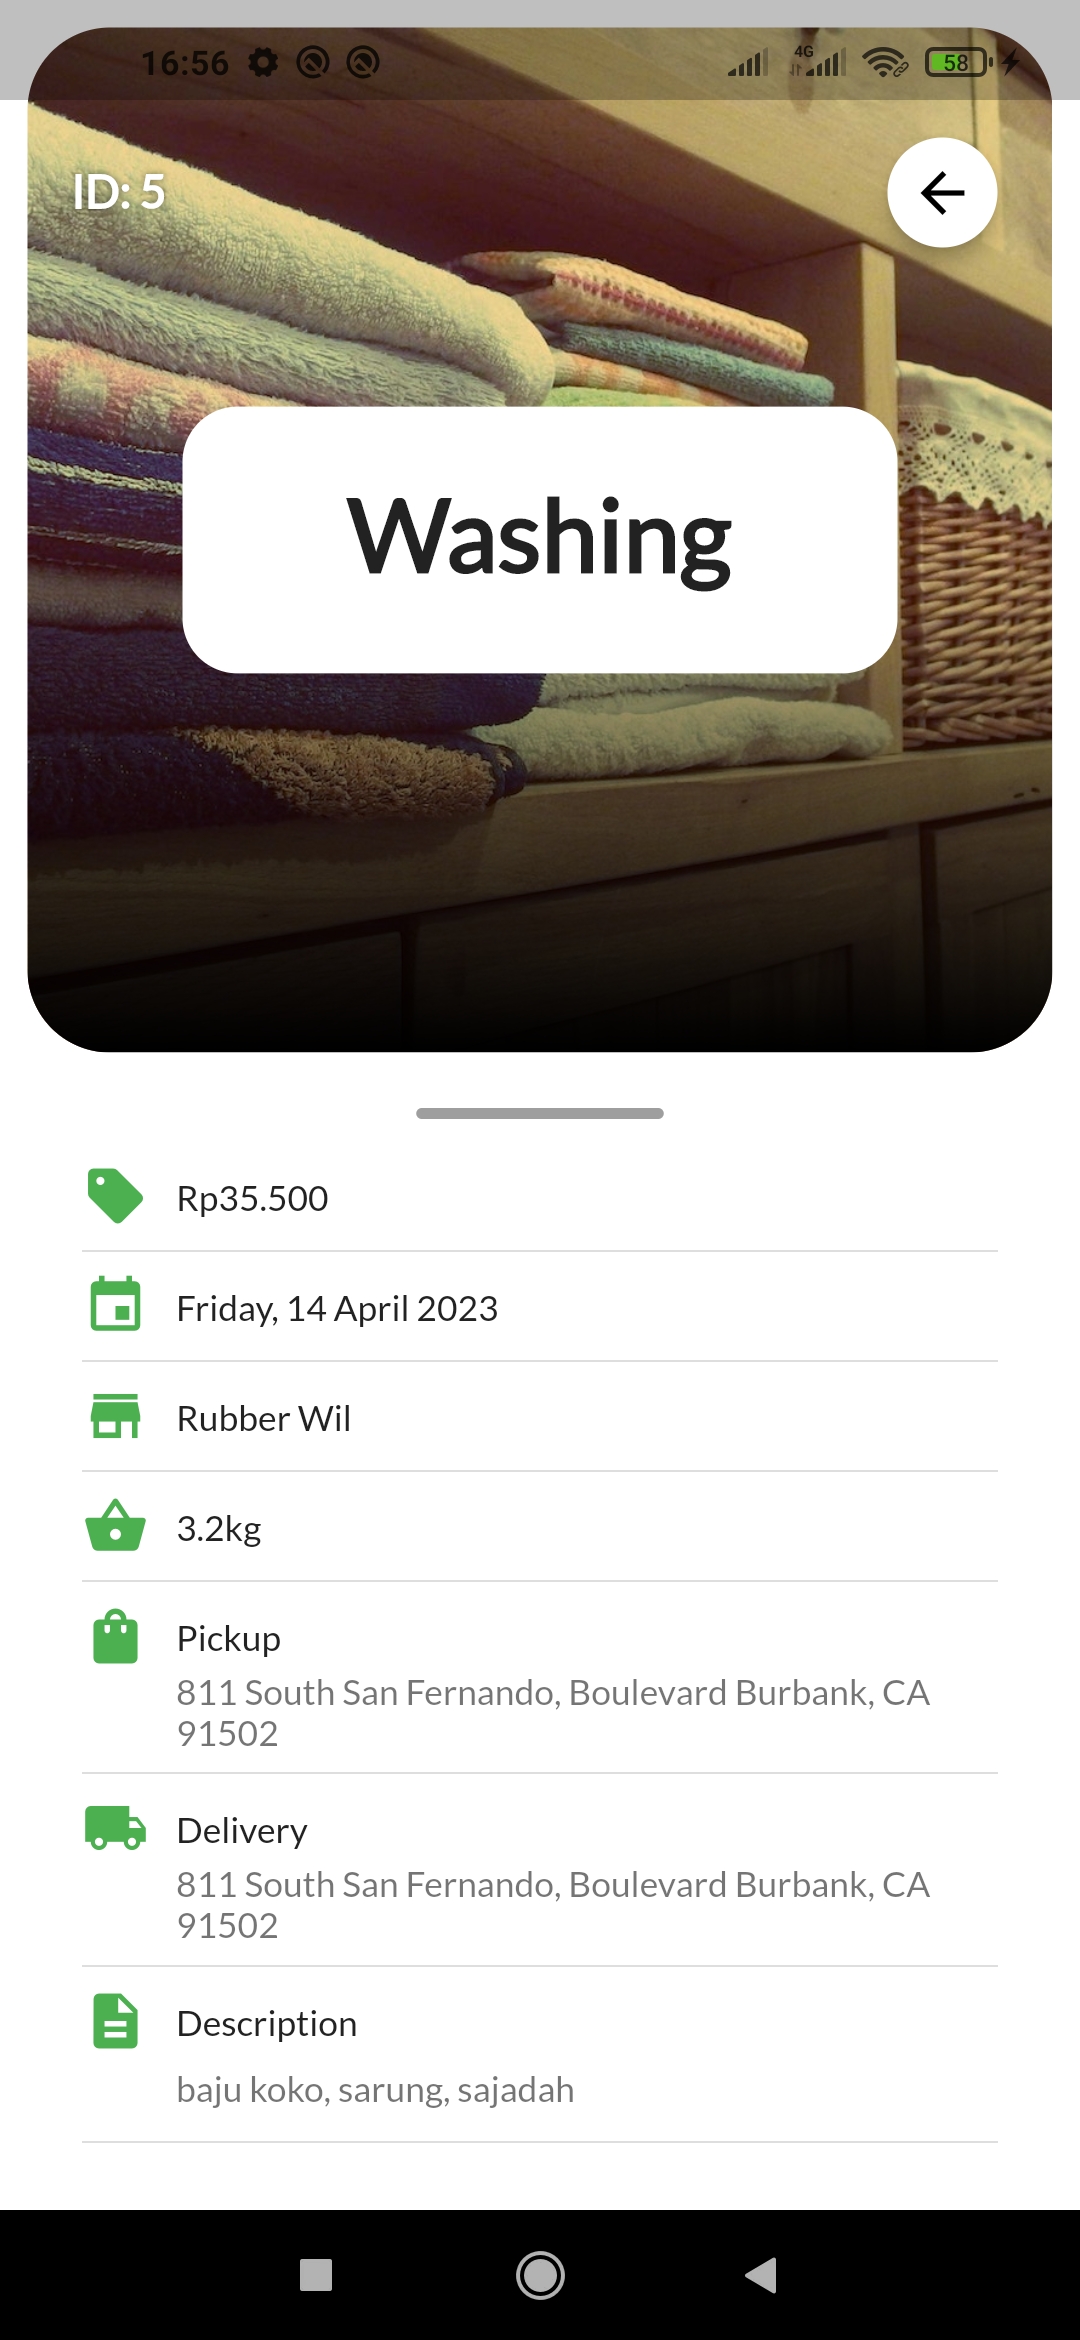 16:56
4G
58
ID: 5
Washing
Rp35.500
Friday, 14 April 2023
Rubber Wil
3.2kg
Pickup
811 South San Fernando, Boulevard Burbank, CA
91502
Delivery
811 South San Fernando, Boulevard Burbank, CA
91502
Description
baju koko, sarung, sajadah